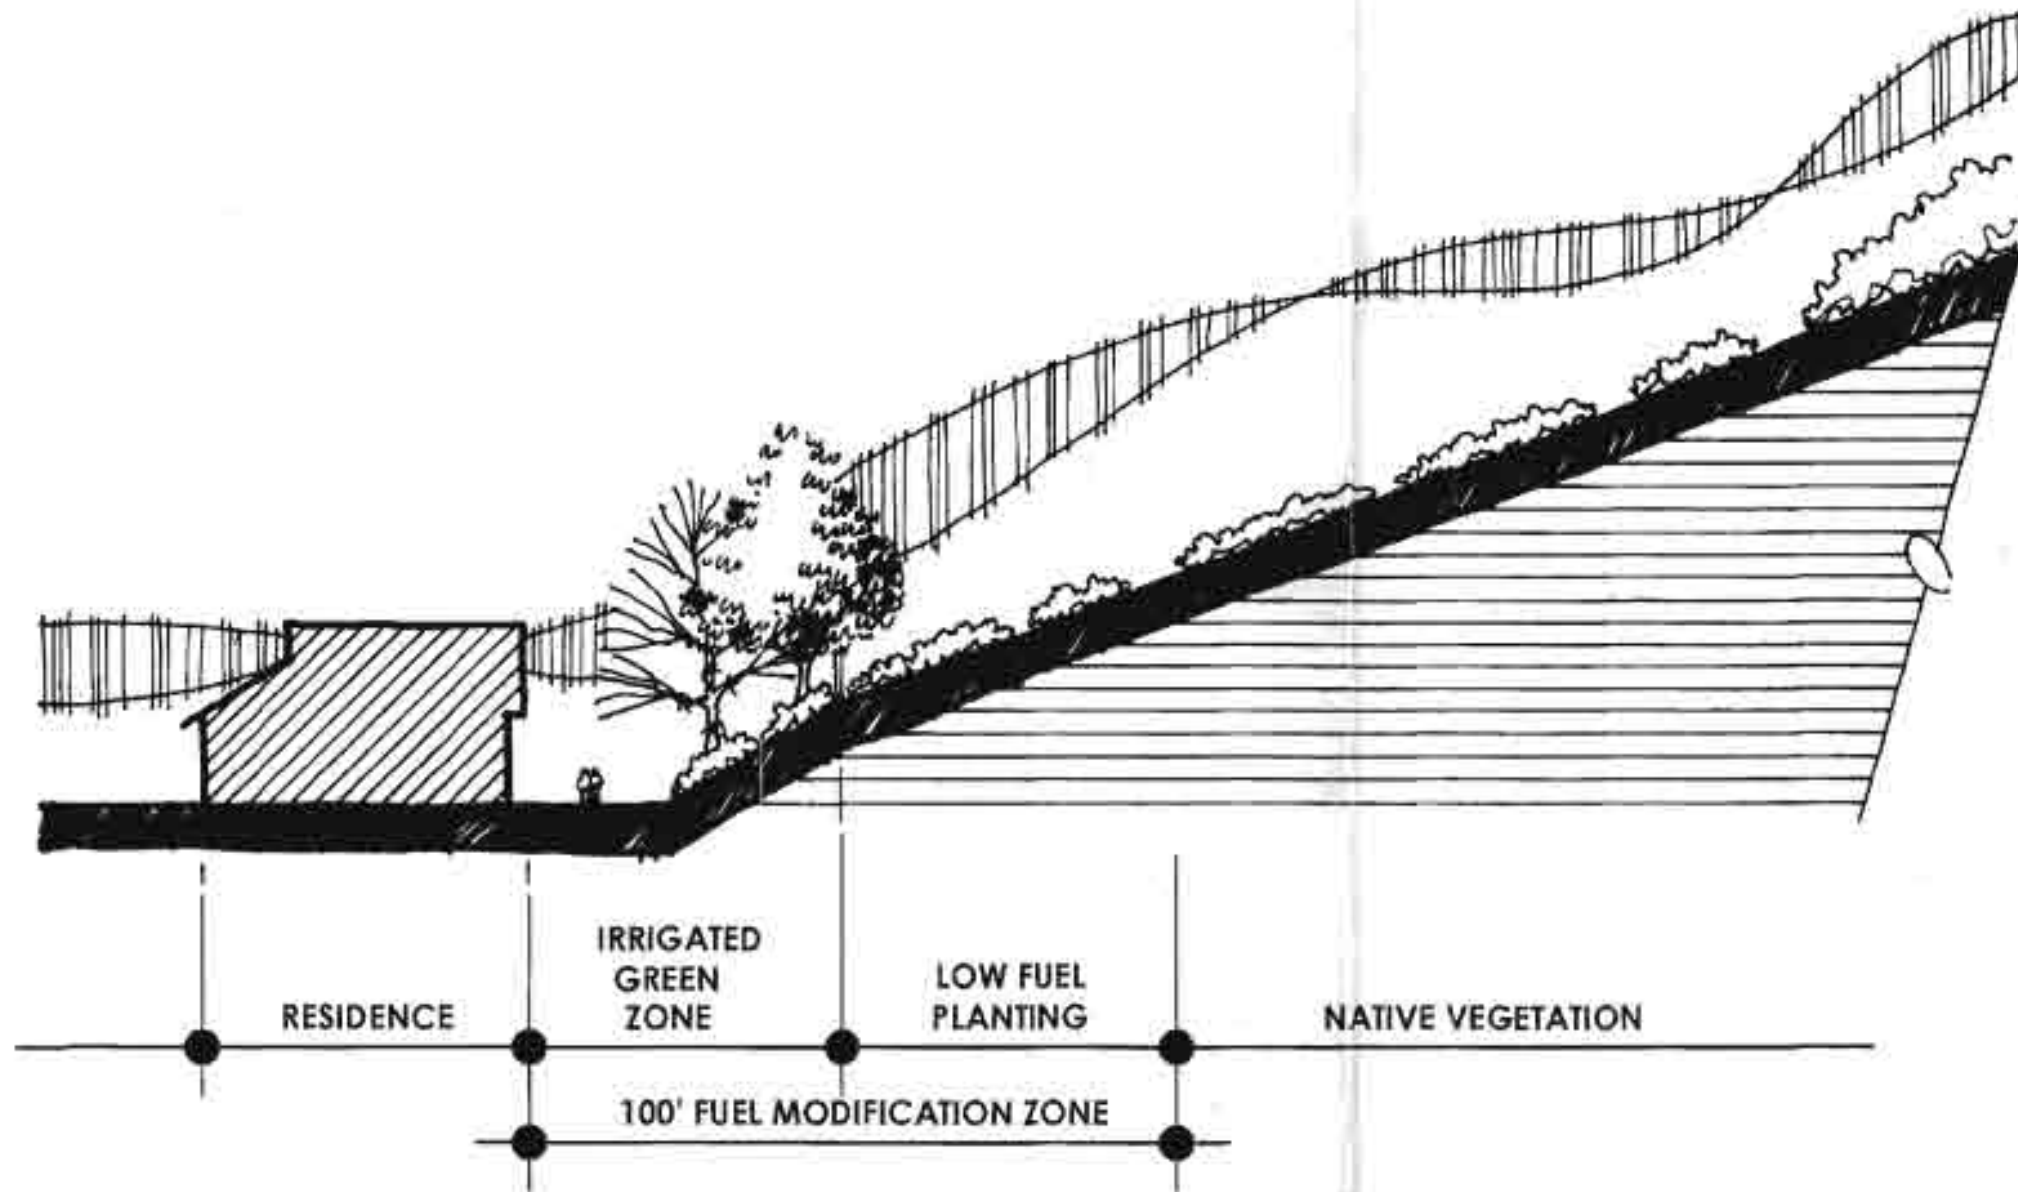 RESIDENCE
IRRIGATED
GREEN
ZONE
LOW FUEL
PLANTING
NATIVE VEGETATION
100' FUEL MODIFICATION ZONE